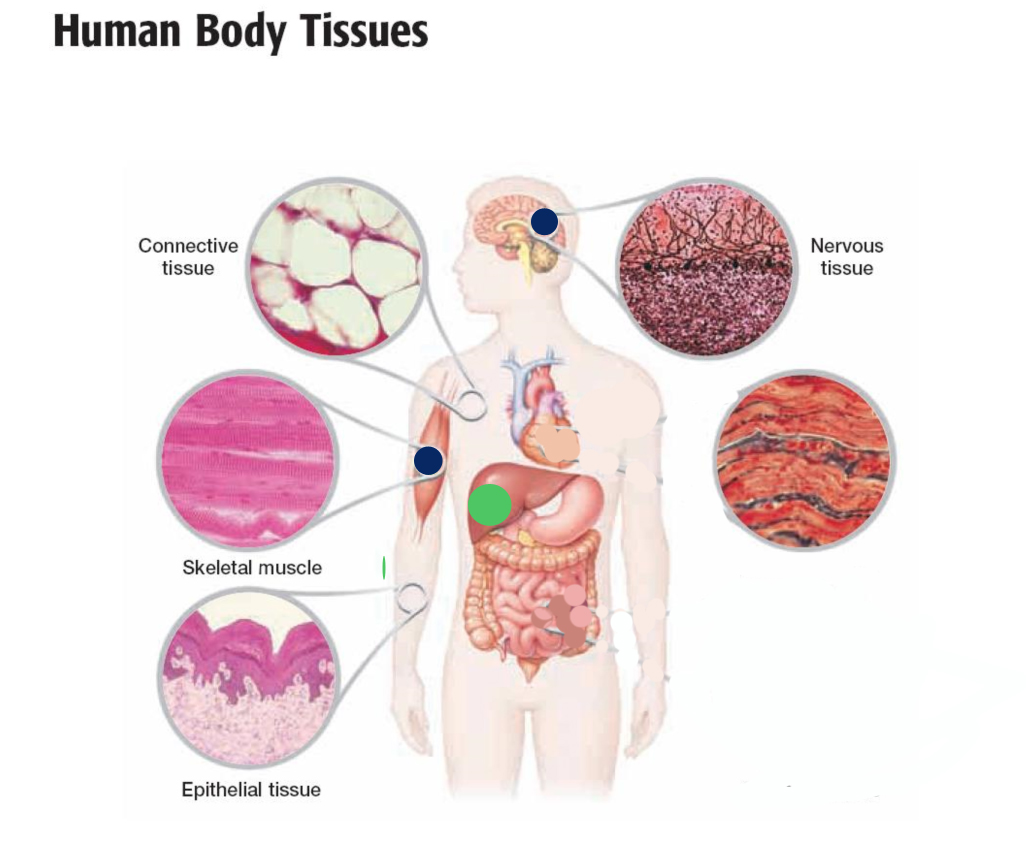 Human Body Tissues
Connective
tissue
Nervous
tissue
Skeletal muscle
Epithelial tissue